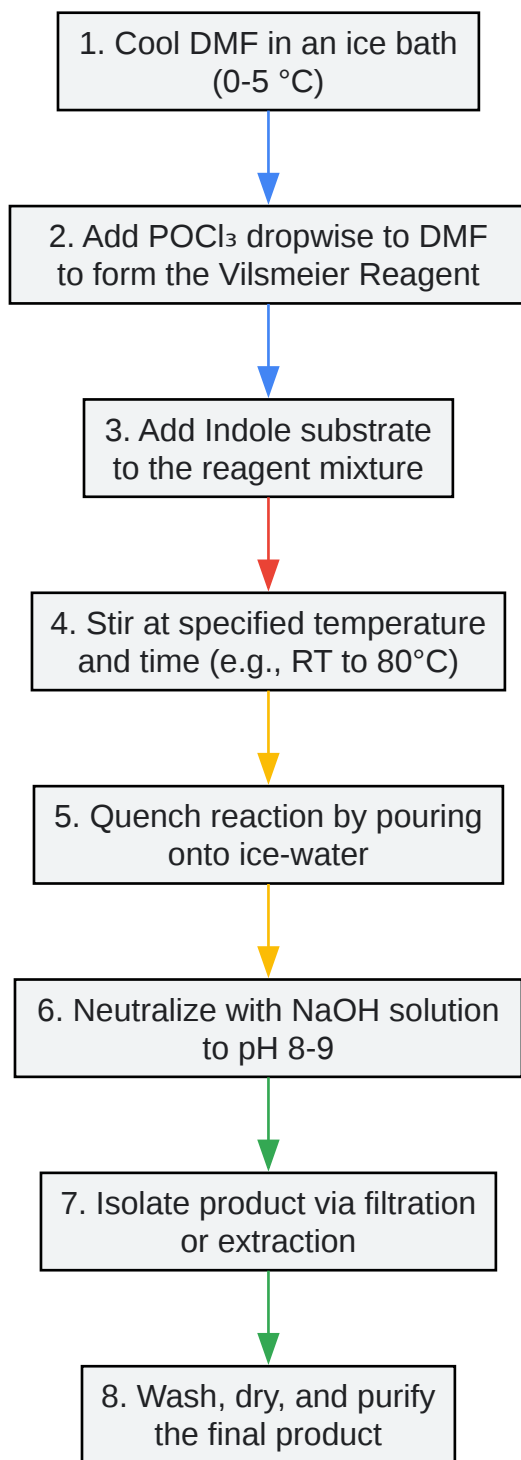 1. Cool DMF in an ice bath
(0-5 °C)
2. Add POCl₃ dropwise to DMF
to form the Vilsmeier Reagent
3. Add Indole substrate
to the reagent mixture
4. Stir at specified temperature
and time (e.g., RT to 80°C)
5. Quench reaction by pouring
onto ice-water
6. Neutralize with NaOH solution
to pH 8-9
7. Isolate product via filtration
or extraction
8. Wash, dry, and purify
the final product